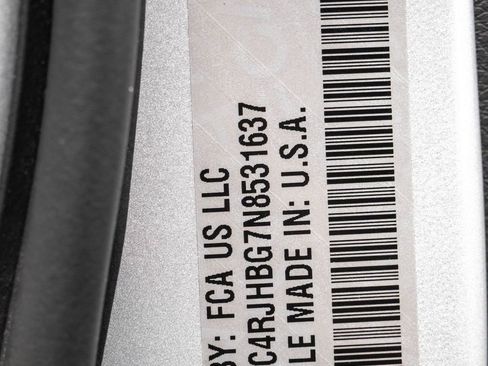 BY: FCA US LLC
C4RJHBG7N8531637
LE MADE IN: U.S.A.